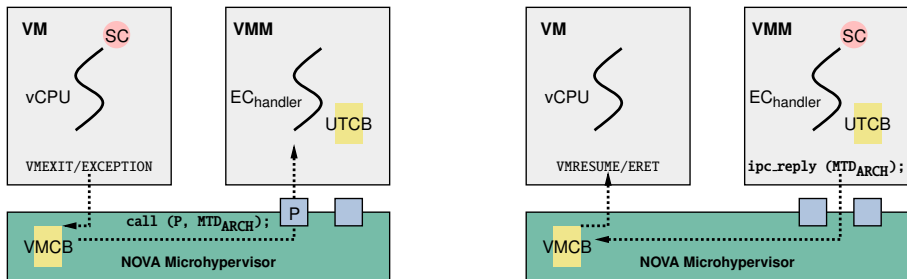 VM
SC
vCPU
VMEXIT/EXCEPTION
VMM
EChandler
UTCB
P
call (P, MTDARCH);
VMCB
NOVA Microhypervisor
VM
vCPU
VMRESUME/ERET
VMM
SC
EChandler
UTCB
ipc_reply (MTDARCH);
VMCB
NOVA Microhypervisor